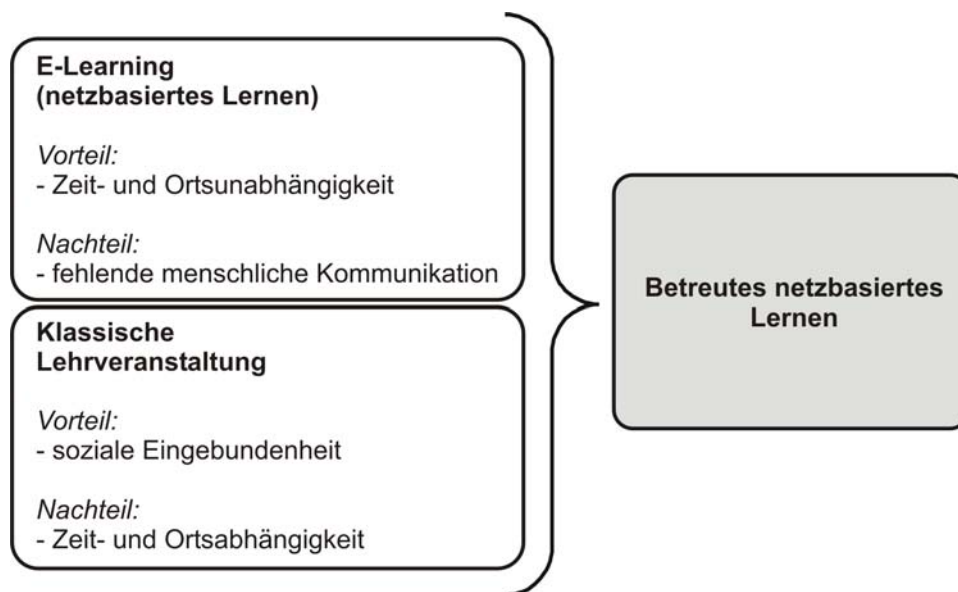 E-Learning
(netzbasiertes Lernen)
Vorteil:
- Zeit- und Ortsunabhängigkeit
Nachteil:
- fehlende menschliche Kommunikation
Klassische
Lehrveranstaltung
Vorteil:
- soziale Eingebundenheit
Nachteil:
- Zeit- und Ortsabhängigkeit
Betreutes netzbasiertes
Lernen